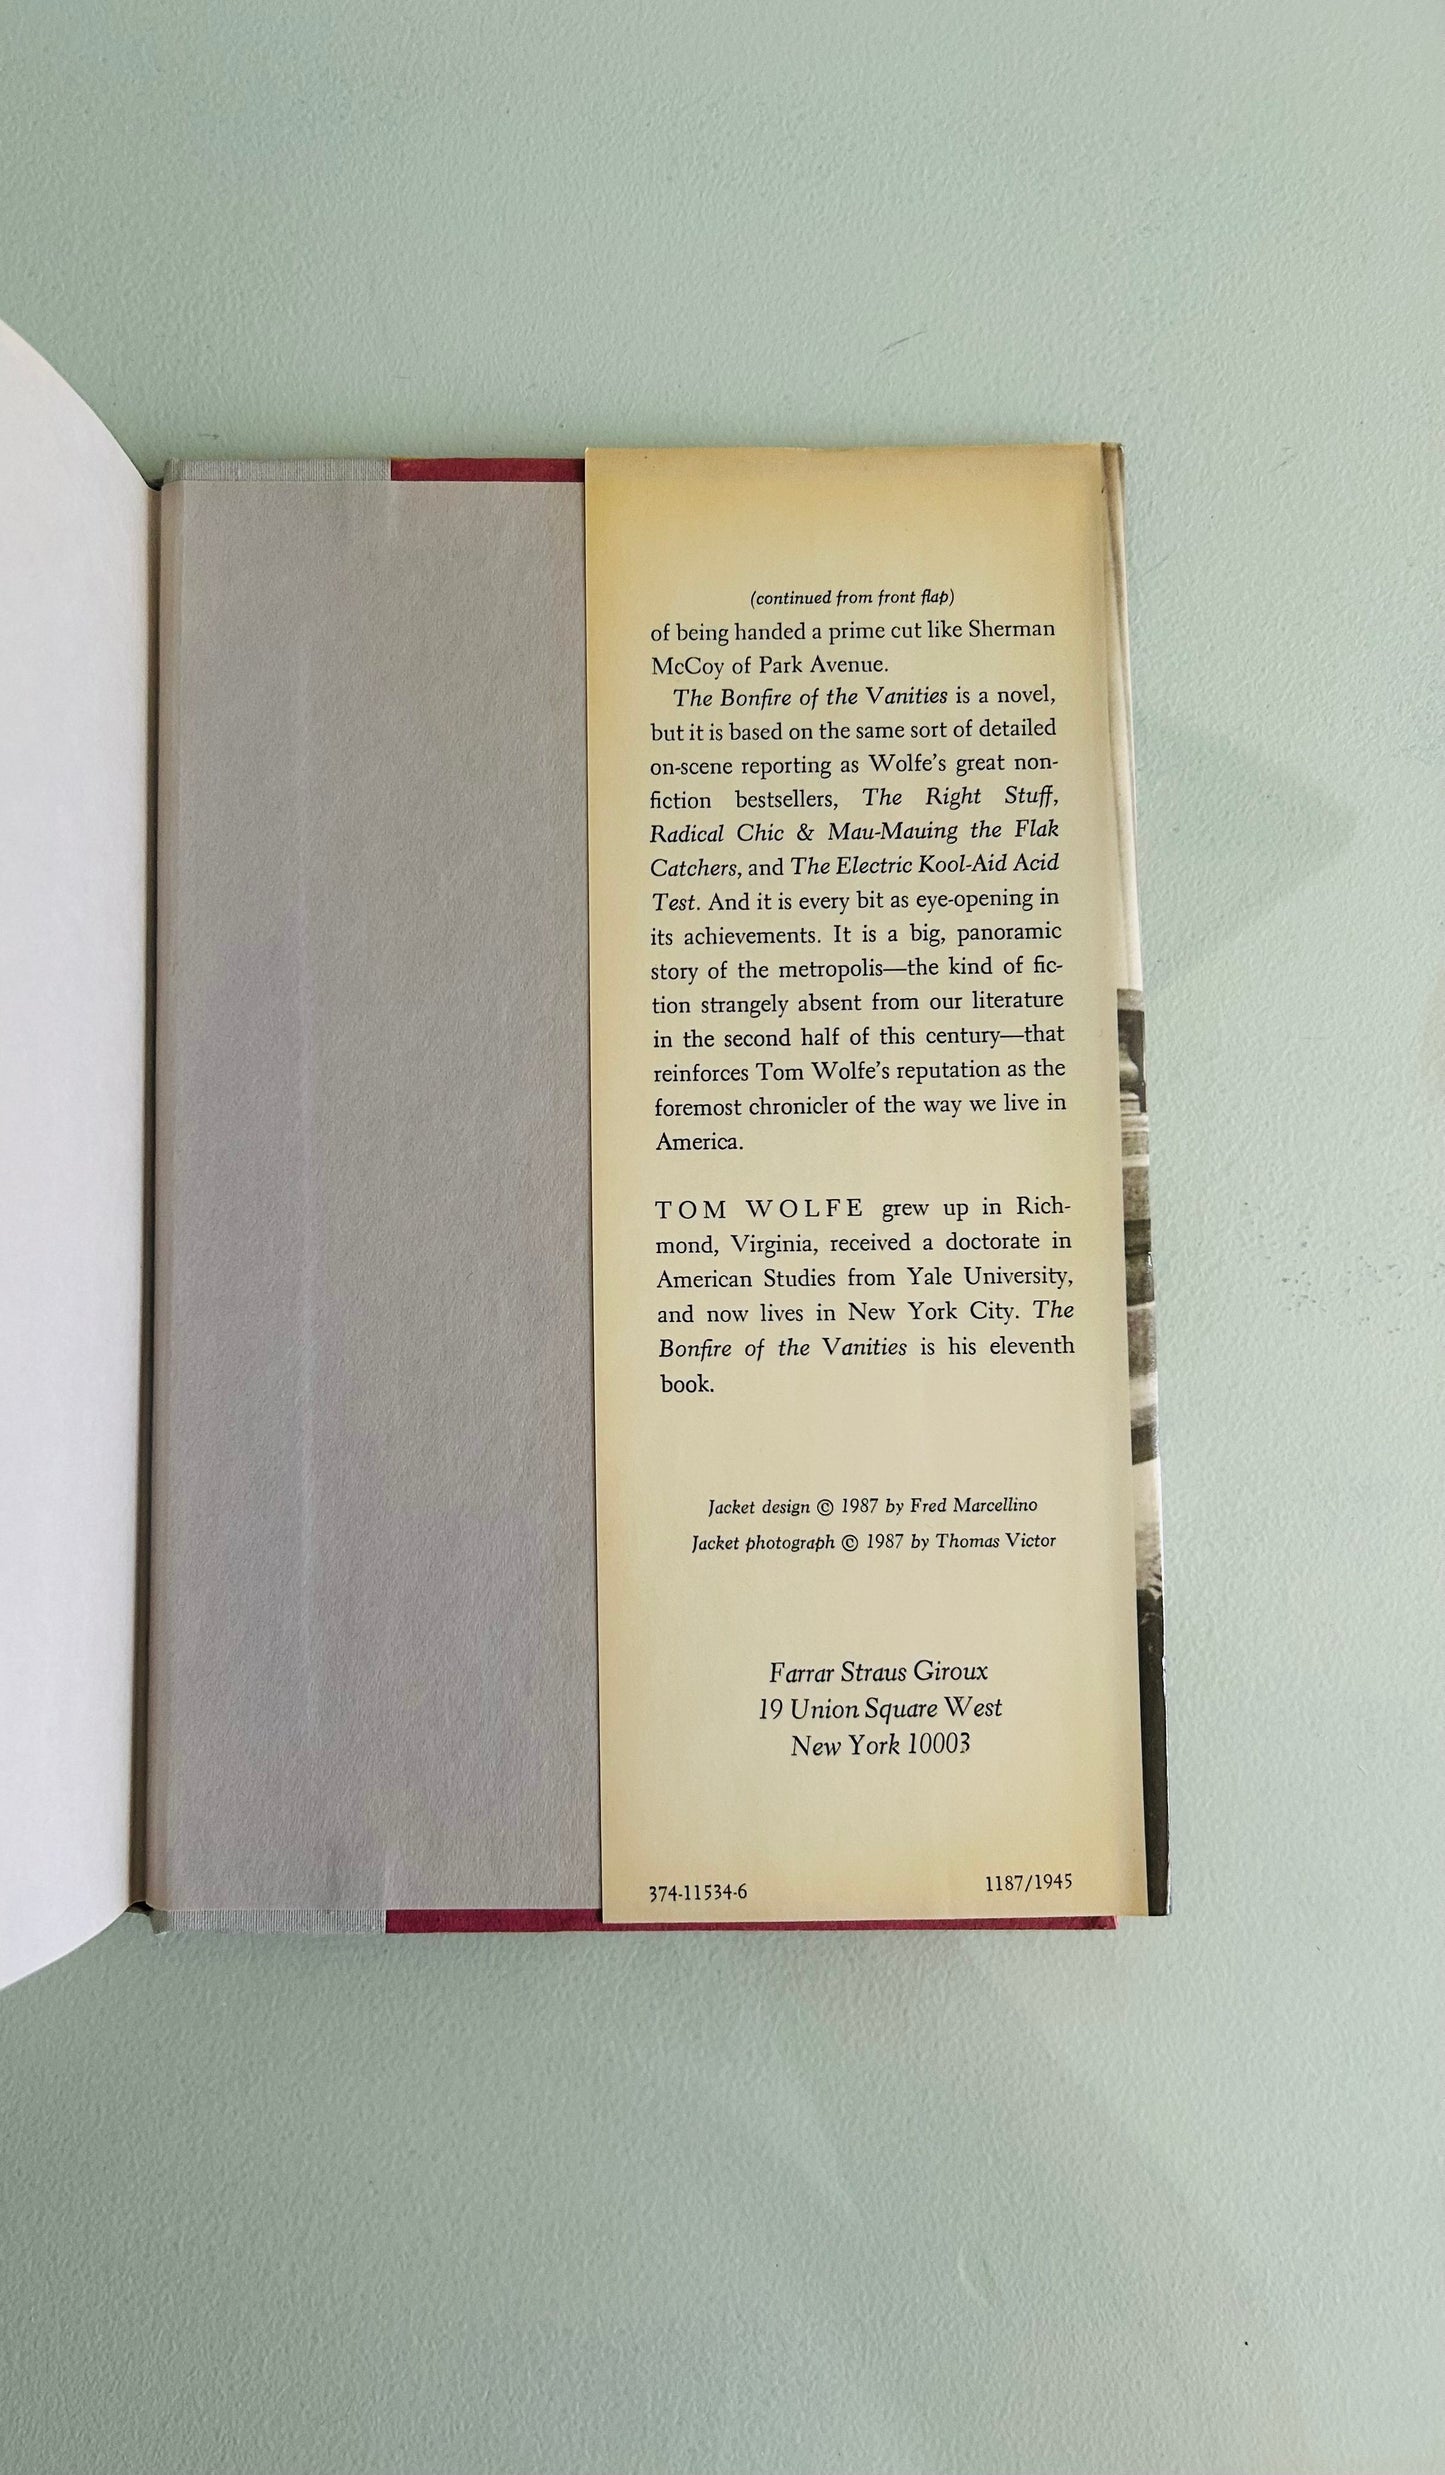 (continued from front flap)
of being handed a prime cut like Sherman
McCoy of Park Avenue.
The Bonfire of the Vanities is a novel,
but it is based on the same sort of detailed
on-scene reporting as Wolfe's great non-
fiction bestsellers, The Right Stuff,
Radical Chic & Mau-Mauing the Flak
Catchers, and The Electric Kool-Aid Acid
Test. And it is every bit as eye-opening in
its achievements. It is a big, panoramic
story of the metropolis—the kind of fic-
tion strangely absent from our literature
in the second half of this century—that
reinforces Tom Wolfe's reputation as the
foremost chronicler of the way we live in
America.
TOM WOLFE grew up in Rich-
mond, Virginia, received a doctorate in
American Studies from Yale University,
and now lives in New York City. The
Bonfire of the Vanities is his eleventh
book.
Jacket design © 1987 by Fred Marcellino
Jacket photograph © 1987 by Thomas Victor
Farrar Straus Giroux
19 Union Square West
New York 10003
374-11534-6 1187/1945